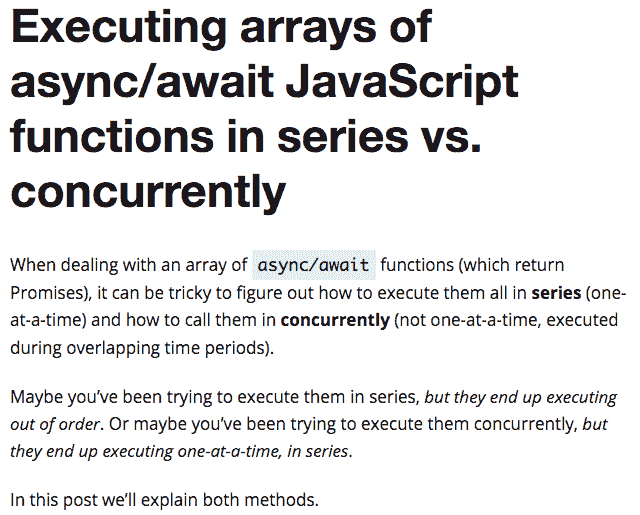 Executing arrays of
async/await JavaScript
functions in series vs.
concurrently
When dealing with an array of async/await functions (which return
Promises), it can be tricky to figure out how to execute them all in series (one-
at-a-time) and how to call them in concurrently (not one-at-a-time, executed
during overlapping time periods).
Maybe you’ve been trying to execute them in series, but they end up executing
out of order. Or maybe you’ve been trying to execute them concurrently, but
they end up executing one-at-a-time, in series.
In this post we’ll explain both methods.